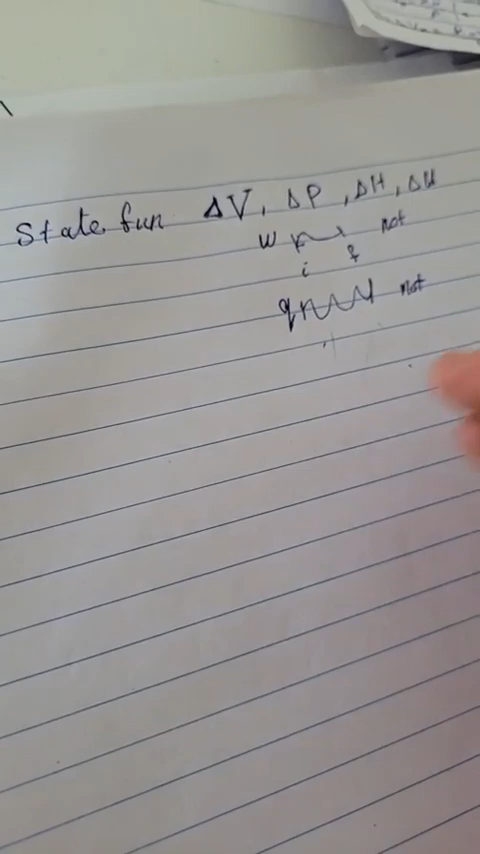 State fun ΔV, ΔP, ΔH, ΔU
W not
i f
q not